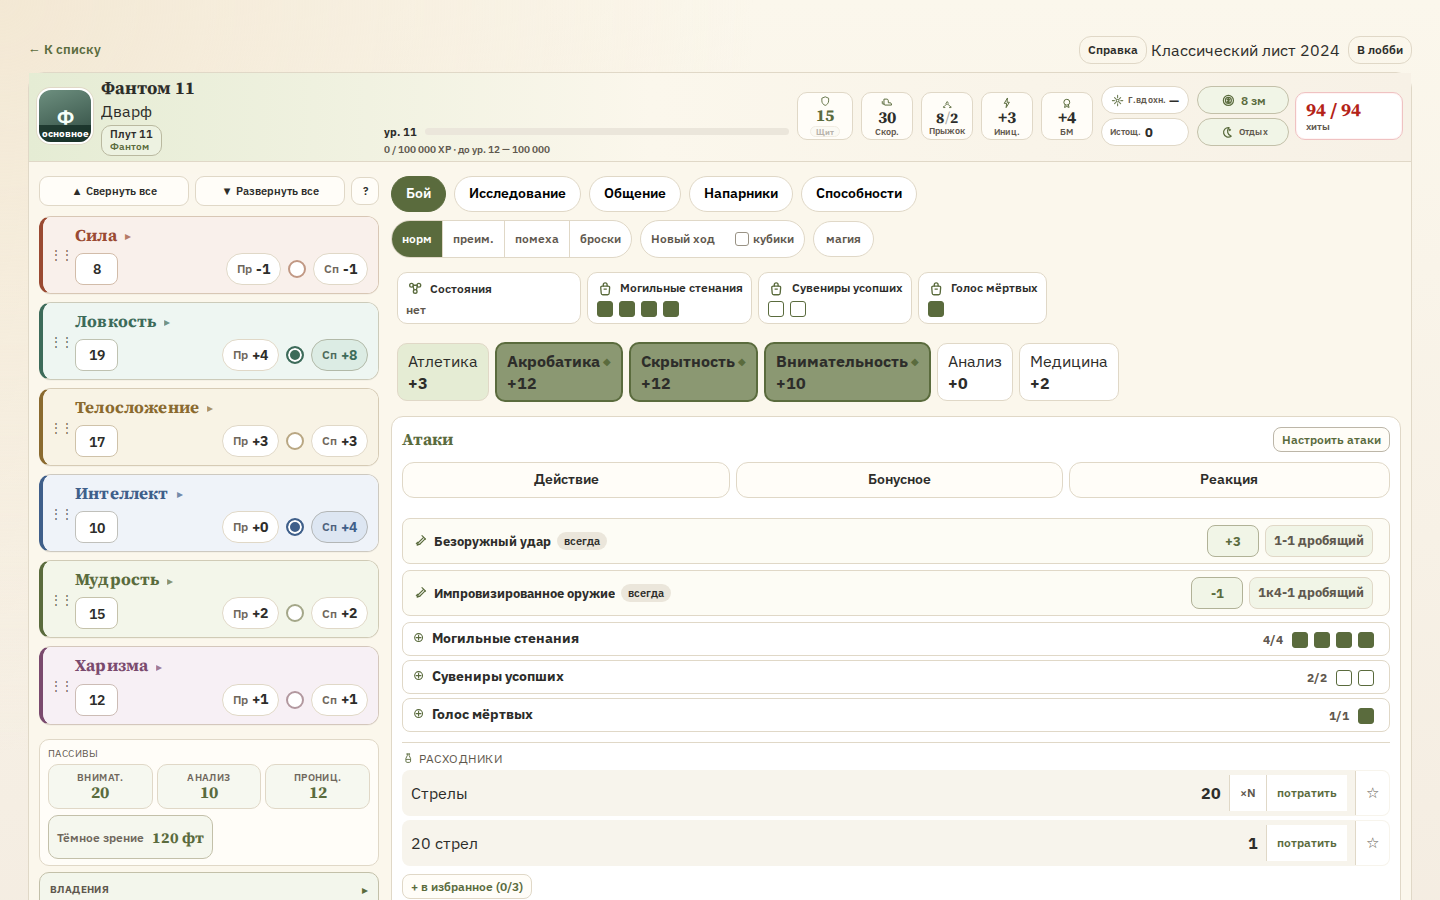 ← К списку
Справка Классический лист 2024 В лобби
Ф
основное
Фантом 11
Дварф
Плут 11
Фантом
ур. 11
0 / 100 000 XP · до ур. 12 — 100 000
15
Щит
30
Скор.
8/2
Прыжок
+3
Иниц.
+4
БМ
Г.вдохн. —
Истощ. 0
8 зм
Отдых
94 / 94
хиты
▲ Свернуть все
▼ Развернуть все
?
Сила ▸
8 Пр -1 Сп -1
Ловкость ▸
19 Пр +4 Сп +8
Телосложение ▸
17 Пр +3 Сп +3
Интеллект ▸
10 Пр +0 Сп +4
Мудрость ▸
15 Пр +2 Сп +2
Харизма ▸
12 Пр +1 Сп +1
ПАССИВЫ
ВНИМАТ.
20
АНАЛИЗ
10
ПРОНИЦ.
12
Тёмное зрение 120 фт
ВЛАДЕНИЯ ▸
Бой Исследование Общение Напарники Способности
норм преим. помеха броски Новый ход кубики магия
Состояния
нет
Могильные стенания
Сувениры усопших
Голос мёртвых
Атлетика
+3
Акробатика ◆
+12
Скрытность ◆
+12
Внимательность ◆
+10
Анализ
+0
Медицина
+2
Атаки Настроить атаки
Действие Бонусное Реакция
Безоружный удар всегда +3 1-1 дробящий
Импровизированное оружие всегда -1 1к4-1 дробящий
Могильные стенания 4/4
Сувениры усопших 2/2
Голос мёртвых 1/1
РАСХОДНИКИ
Стрелы 20 ×N потратить ☆
20 стрел 1 потратить ☆
+ в избранное (0/3)